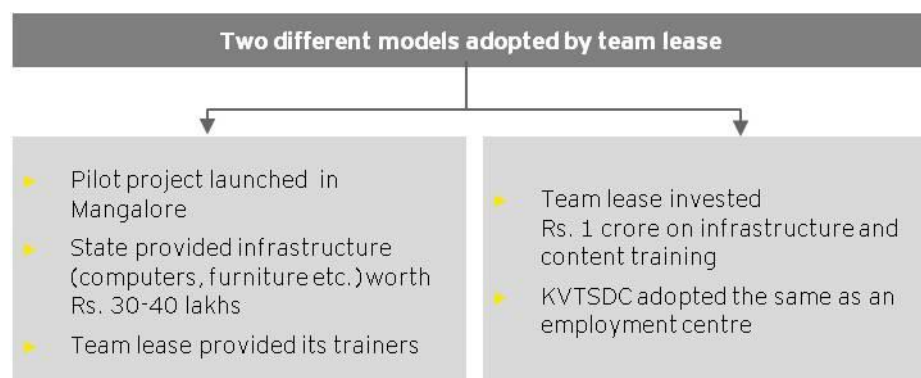 Two different models adopted by team lease
Pilot project launched in
Mangalore
State provided infrastructure
(computers, furniture etc.) worth
Rs. 30-40 lakhs
Team lease provided its trainers
Team lease invested
Rs. 1 crore on infrastructure and
content training
KVTSDC adopted the same as an
employment centre